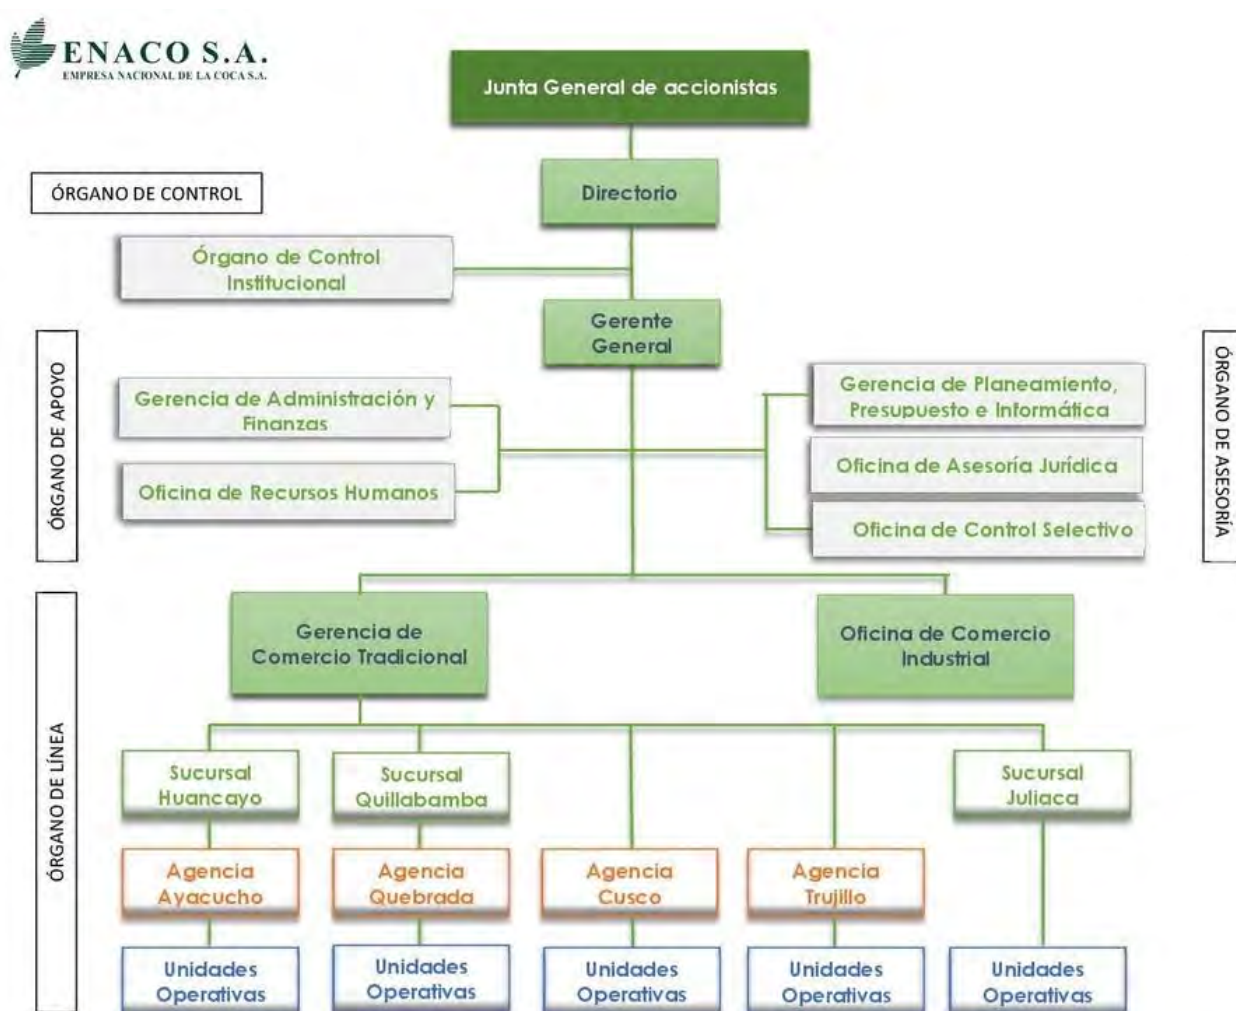 ENACO S.A.
EMPRESA NACIONAL DE LA COCA S.A.
Junta General de accionistas
ÓRGANO DE CONTROL
Directorio
Órgano de Control
Institucional
Gerente
General
ÓRGANO DE APOYO
Gerencia de Administración y
Finanzas
Oficina de Recursos Humanos
Gerencia de Planeamiento,
Presupuesto e Informática
Oficina de Asesoría Jurídica
Oficina de Control Selectivo
ÓRGANO DE ASESORÍA
ÓRGANO DE LÍNEA
Gerencia de
Comercio Tradicional
Oficina de Comercio
Industrial
Sucursal
Huancayo
Sucursal
Quillabamba
Sucursal
Juliaca
Agencia
Ayacucho
Agencia
Quebrada
Agencia
Cusco
Agencia
Trujillo
Unidades
Operativas
Unidades
Operativas
Unidades
Operativas
Unidades
Operativas
Unidades
Operativas